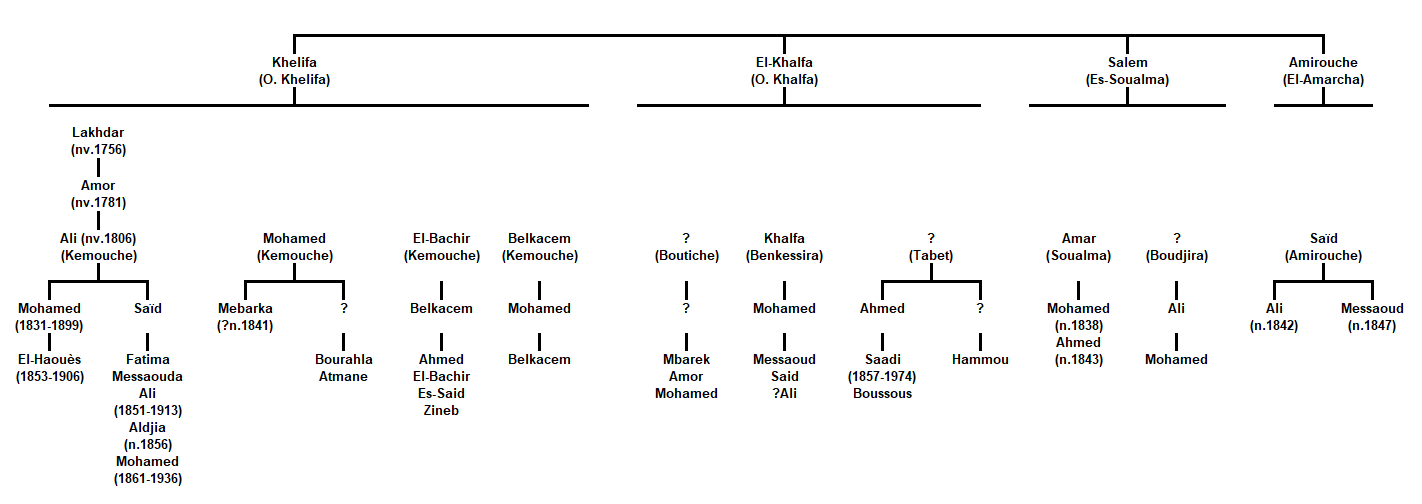 Khelifa
(O. Khelifa)
El-Khalfa
(O. Khalfa)
Salem
(Es-Soualma)
Amirouche
(El-Amarcha)
Lakhdar
(nv.1756)
Amor
(nv.1781)
Ali (nv.1806)
(Kemouche)
Mohamed
(Kemouche)
El-Bachir
(Kemouche)
Belkacem
(Kemouche)
?
(Boutiche)
Khalfa
(Benkessira)
?
(Tabet)
Amar
(Soualma)
?
(Boudjira)
Saïd
(Amirouche)
Mohamed
(1831-1899)
Saïd
Mebarka
(?n.1841)
?
Belkacem
Mohamed
?
Mohamed
Ahmed
?
Mohamed
(n.1838)
Ahmed
(n.1843)
Ali
Ali
(n.1842)
Messaoud
(n.1847)
El-Haouès
(1853-1906)
Fatima
Messaouda
Ali
(1851-1913)
Aldjia
(n.1856)
Mohamed
(1861-1936)
Bourahla
Atmane
Ahmed
El-Bachir
Es-Said
Zineb
Belkacem
Mbarek
Amor
Mohamed
Messaoud
Said
?Ali
Saadi
(1857-1974)
Boussous
Hammou
Mohamed